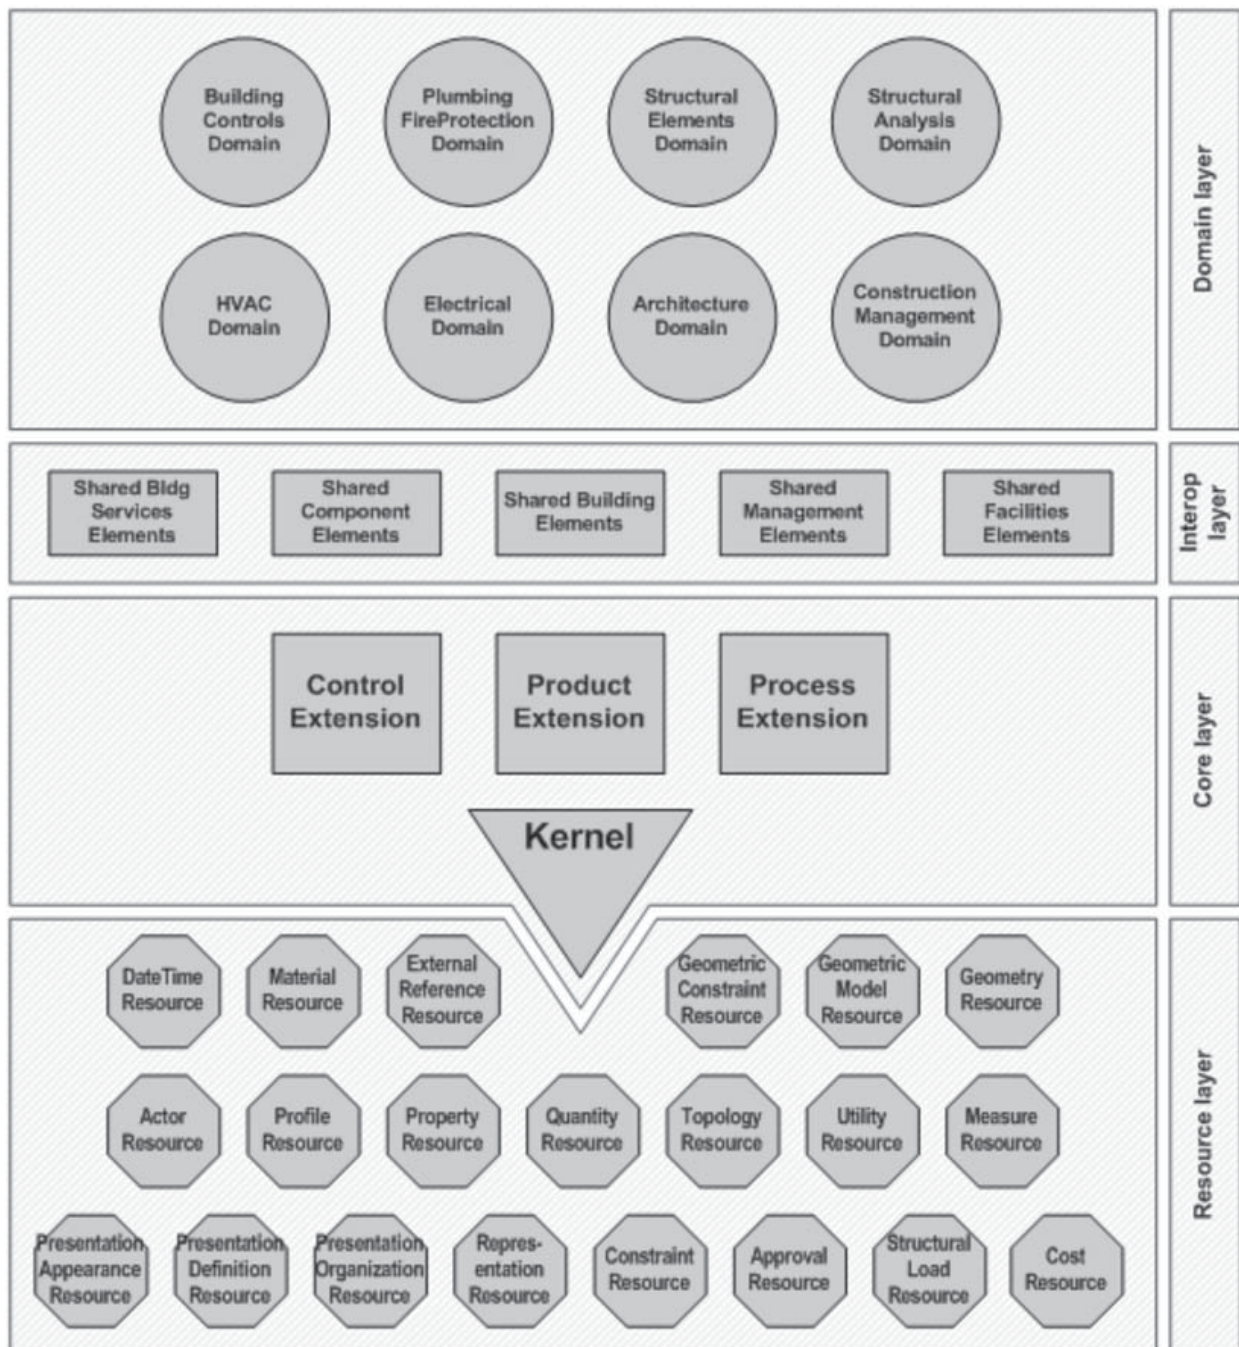 Building
Controls
Domain
Plumbing
FireProtection
Domain
Structural
Elements
Domain
Structural
Analysis
Domain
HVAC
Domain
Electrical
Domain
Architecture
Domain
Construction
Management
Domain
Domain layer
Shared Bldg
Services
Elements
Shared
Component
Elements
Shared Building
Elements
Shared
Management
Elements
Shared
Facilities
Elements
Interop
layer
Control
Extension
Product
Extension
Process
Extension
Kernel
Core layer
DateTime
Resource
Material
Resource
External
Reference
Resource
Geometric
Constraint
Resource
Geometric
Model
Resource
Geometry
Resource
Actor
Resource
Profile
Resource
Property
Resource
Quantity
Resource
Topology
Resource
Utility
Resource
Measure
Resource
Presentation
Appearance
Resource
Presentation
Definition
Resource
Presentation
Organization
Resource
Repres-
entation
Resource
Constraint
Resource
Approval
Resource
Structural
Load
Resource
Cost
Resource
Resource layer